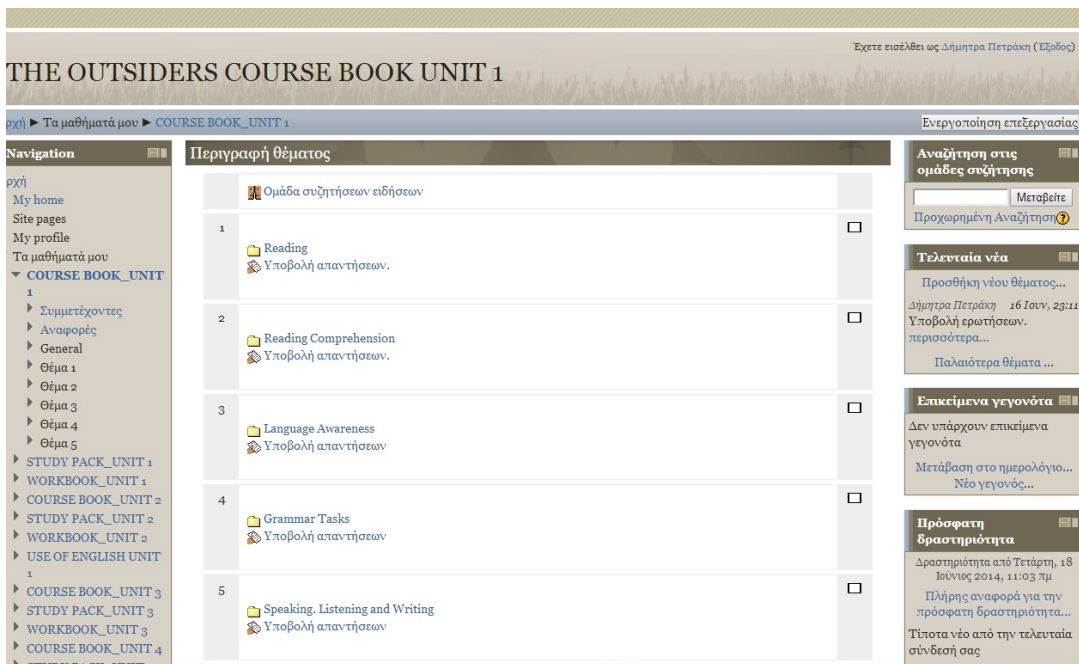 Έχετε εισέλθει ως Δήμητρα Πετράκη (Έξοδος)
THE OUTSIDERS COURSE BOOK UNIT 1
ρχή ► Τα μαθήματά μου ► COURSE BOOK_UNIT 1
Ενεργοποίηση επεξεργασίας
Navigation
ρχή
My home
Site pages
My profile
Τα μαθήματά μου
COURSE BOOK_UNIT
1
Συμμετέχοντες
Αναφορές
General
Θέμα 1
Θέμα 2
Θέμα 3
Θέμα 4
Θέμα 5
STUDY PACK_UNIT 1
WORKBOOK_UNIT 1
COURSE BOOK_UNIT 2
STUDY PACK_UNIT 2
WORKBOOK_UNIT 2
USE OF ENGLISH UNIT
1
COURSE BOOK_UNIT 3
STUDY PACK_UNIT 3
WORKBOOK_UNIT 3
COURSE BOOK_UNIT 4
Περιγραφή θέματος
Ομάδα συζητήσεων ειδήσεων
1
Reading
Υποβολή απαντήσεων.
2
Reading Comprehension
Υποβολή απαντήσεων.
3
Language Awareness
Υποβολή απαντήσεων
4
Grammar Tasks
Υποβολή απαντήσεων
5
Speaking. Listening and Writing
Υποβολή απαντήσεων
Αναζήτηση στις
ομάδες συζήτησης
Μεταβείτε
Προχωρημένη Αναζήτηση
Τελευταία νέα
Προσθήκη νέου θέματος...
Δήμητρα Πετράκη 16 Ιουν, 23:11
Υποβολή ερωτήσεων.
περισσότερα...
Παλαιότερα θέματα ...
Επικείμενα γεγονότα
Δεν υπάρχουν επικείμενα
γεγονότα
Μετάβαση στο ημερολόγιο...
Νέο γεγονός...
Πρόσφατη
δραστηριότητα
Δραστηριότητα από Τετάρτη, 18
Ιούνιος 2014, 11:03 πμ
Πλήρης αναφορά για την
πρόσφατη δραστηριότητα...
Τίποτα νέο από την τελευταία
σύνδεσή σας